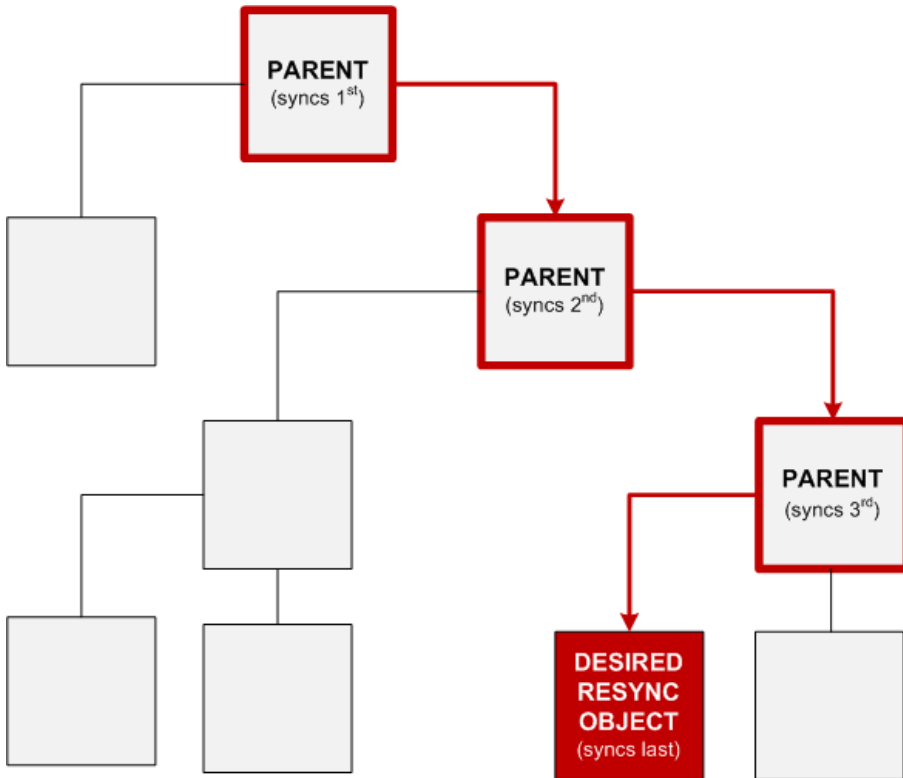 PARENT
(syncs 1st)
PARENT
(syncs 2nd)
PARENT
(syncs 3rd)
DESIRED
RESYNC
OBJECT
(syncs last)